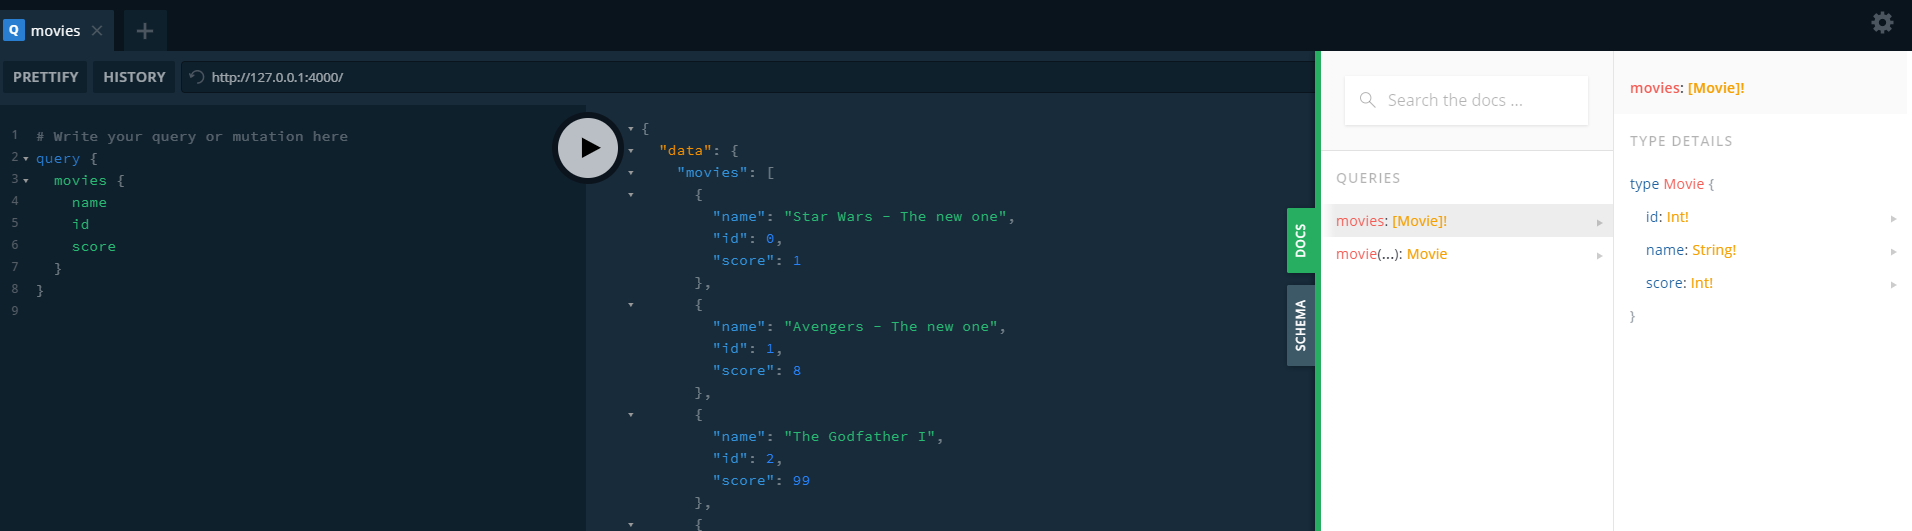 Q movies
PRETTIFY HISTORY http://127.0.0.1:4000/
1 # Write your query or mutation here
2 query {
3 movies {
4 name
5 id
6 score
7 }
8 }
9
{
"data": {
"movies": [
{
"name": "Star Wars - The new one",
"id": 0,
"score": 1
},
{
"name": "Avengers - The new one",
"id": 1,
"score": 8
},
{
"name": "The Godfather I",
"id": 2,
"score": 99
},
{
DOCS
SCHEMA
Search the docs ...
QUERIES
movies: [Movie]!
movie(...): Movie
movies: [Movie]!
TYPE DETAILS
type Movie {
id: Int!
name: String!
score: Int!
}